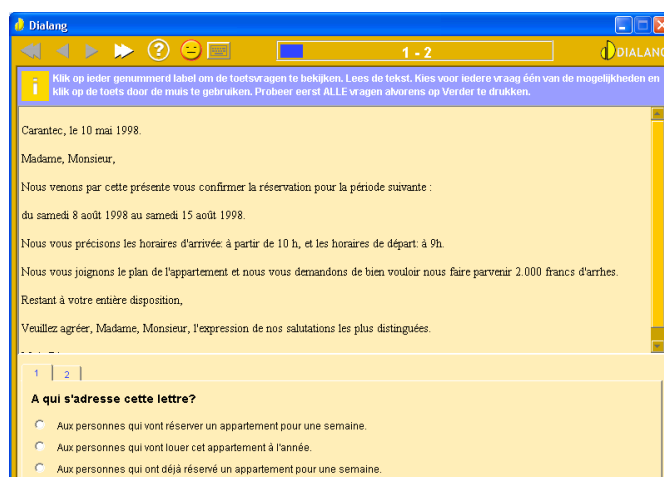 Dialang
1 - 2
DIALANG
i
Klik op ieder genummerd label om de toetsvragen te bekijken. Lees de tekst. Kies voor iedere vraag één van de mogelijkheden en
klik op de toets door de muis te gebruiken. Probeer eerst ALLE vragen alvorens op Verder te drukken.
Carantec, le 10 mai 1998.
Madame, Monsieur,
Nous venons par cette présente vous confirmer la réservation pour la période suivante :
du samedi 8 août 1998 au samedi 15 août 1998.
Nous vous précisons les horaires d'arrivée: à partir de 10 h, et les horaires de départ: à 9h.
Nous vous joignons le plan de l'appartement et nous vous demandons de bien vouloir nous faire parvenir 2.000 francs d'arrhes.
Restant à votre entière disposition,
Veuillez agréer, Madame, Monsieur, l'expression de nos salutations les plus distinguées.
1 2
A qui s'adresse cette lettre?
Aux personnes qui vont réserver un appartement pour une semaine.
Aux personnes qui vont louer cet appartement à l'année.
Aux personnes qui ont déjà réservé un appartement pour une semaine.